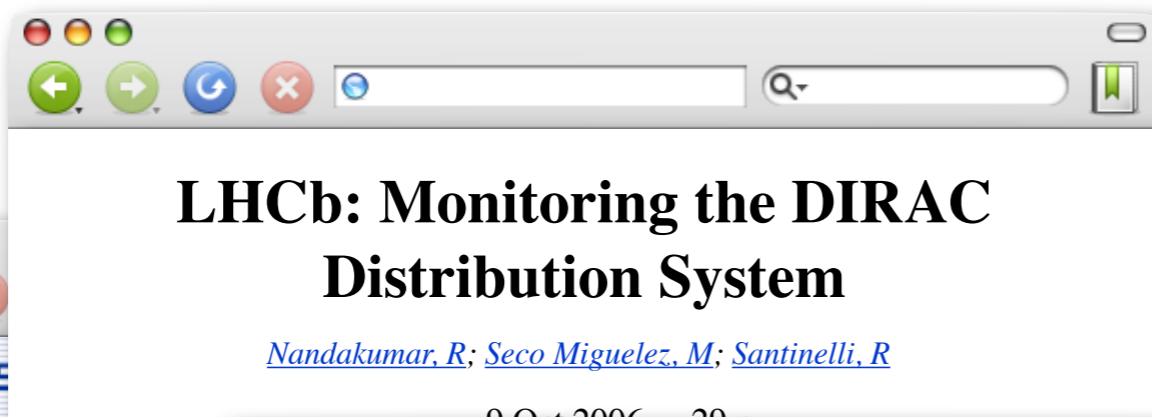 LHCb: Monitoring the DIRAC
Distribution System
Nandakumar, R; Seco Miguelez, M; Santinelli, R